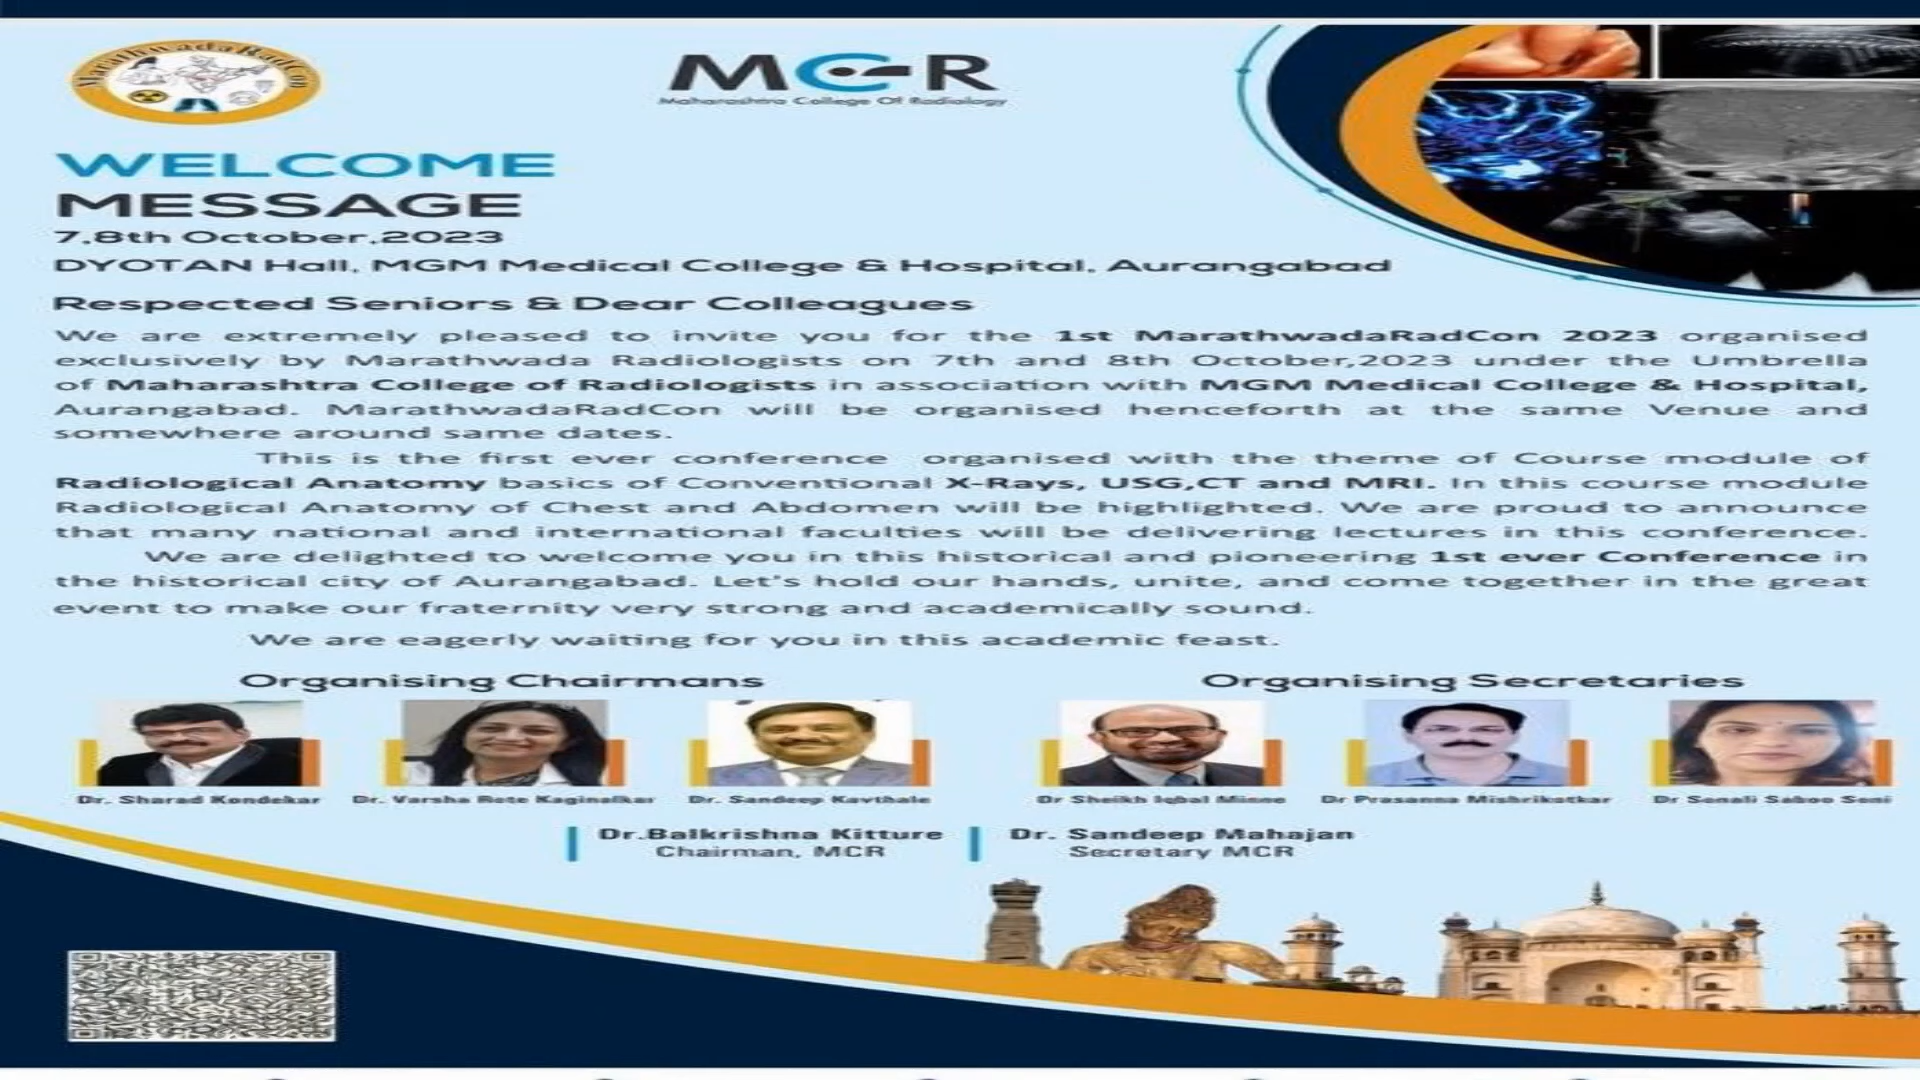 MarathwadaRadCon
MCR
Maharashtra College Of Radiology
WELCOME
MESSAGE
7,8th October,2023
DYOTAN Hall, MGM Medical College & Hospital, Aurangabad
Respected Seniors & Dear Colleagues
We are extremely pleased to invite you for the 1st MarathwadaRadCon 2023 organised
exclusively by Marathwada Radiologists on 7th and 8th October,2023 under the Umbrella
of Maharashtra College of Radiologists in association with MGM Medical College & Hospital,
Aurangabad. MarathwadaRadCon will be organised henceforth at the same Venue and
somewhere around same dates.
This is the first ever conference organised with the theme of Course module of
Radiological Anatomy basics of Conventional X-Rays, USG,CT and MRI. In this course module
Radiological Anatomy of Chest and Abdomen will be highlighted. We are proud to announce
that many national and international faculties will be delivering lectures in this conference.
We are delighted to welcome you in this historical and pioneering 1st ever Conference in
the historical city of Aurangabad. Let's hold our hands, unite, and come together in the great
event to make our fraternity very strong and academically sound.
We are eagerly waiting for you in this academic feast.
Organising Chairmans
Organising Secretaries
Dr. Sharad Kondekar
Dr. Varsha Rote Kaginalkar
Dr. Sandeep Kavthale
Dr Sheikh Iqbal Minne
Dr Prasanna Mishrikotkar
Dr Sonali Saboo Soni
Dr.Balkrishna Kitture
Chairman, MCR
Dr. Sandeep Mahajan
Secretary MCR